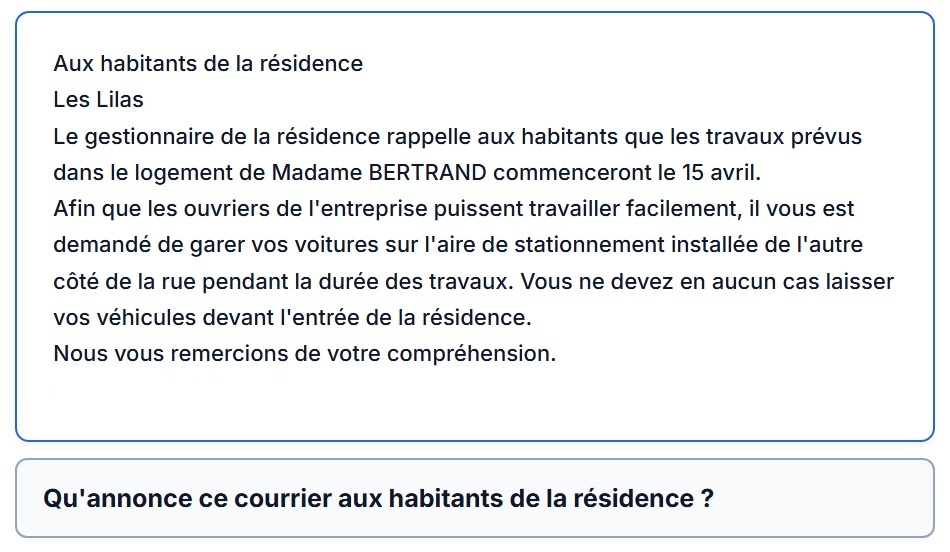 Aux habitants de la résidence
Les Lilas
Le gestionnaire de la résidence rappelle aux habitants que les travaux prévus
dans le logement de Madame BERTRAND commenceront le 15 avril.
Afin que les ouvriers de l'entreprise puissent travailler facilement, il vous est
demandé de garer vos voitures sur l'aire de stationnement installée de l'autre
côté de la rue pendant la durée des travaux. Vous ne devez en aucun cas laisser
vos véhicules devant l'entrée de la résidence.
Nous vous remercions de votre compréhension.
Qu'annonce ce courrier aux habitants de la résidence ?